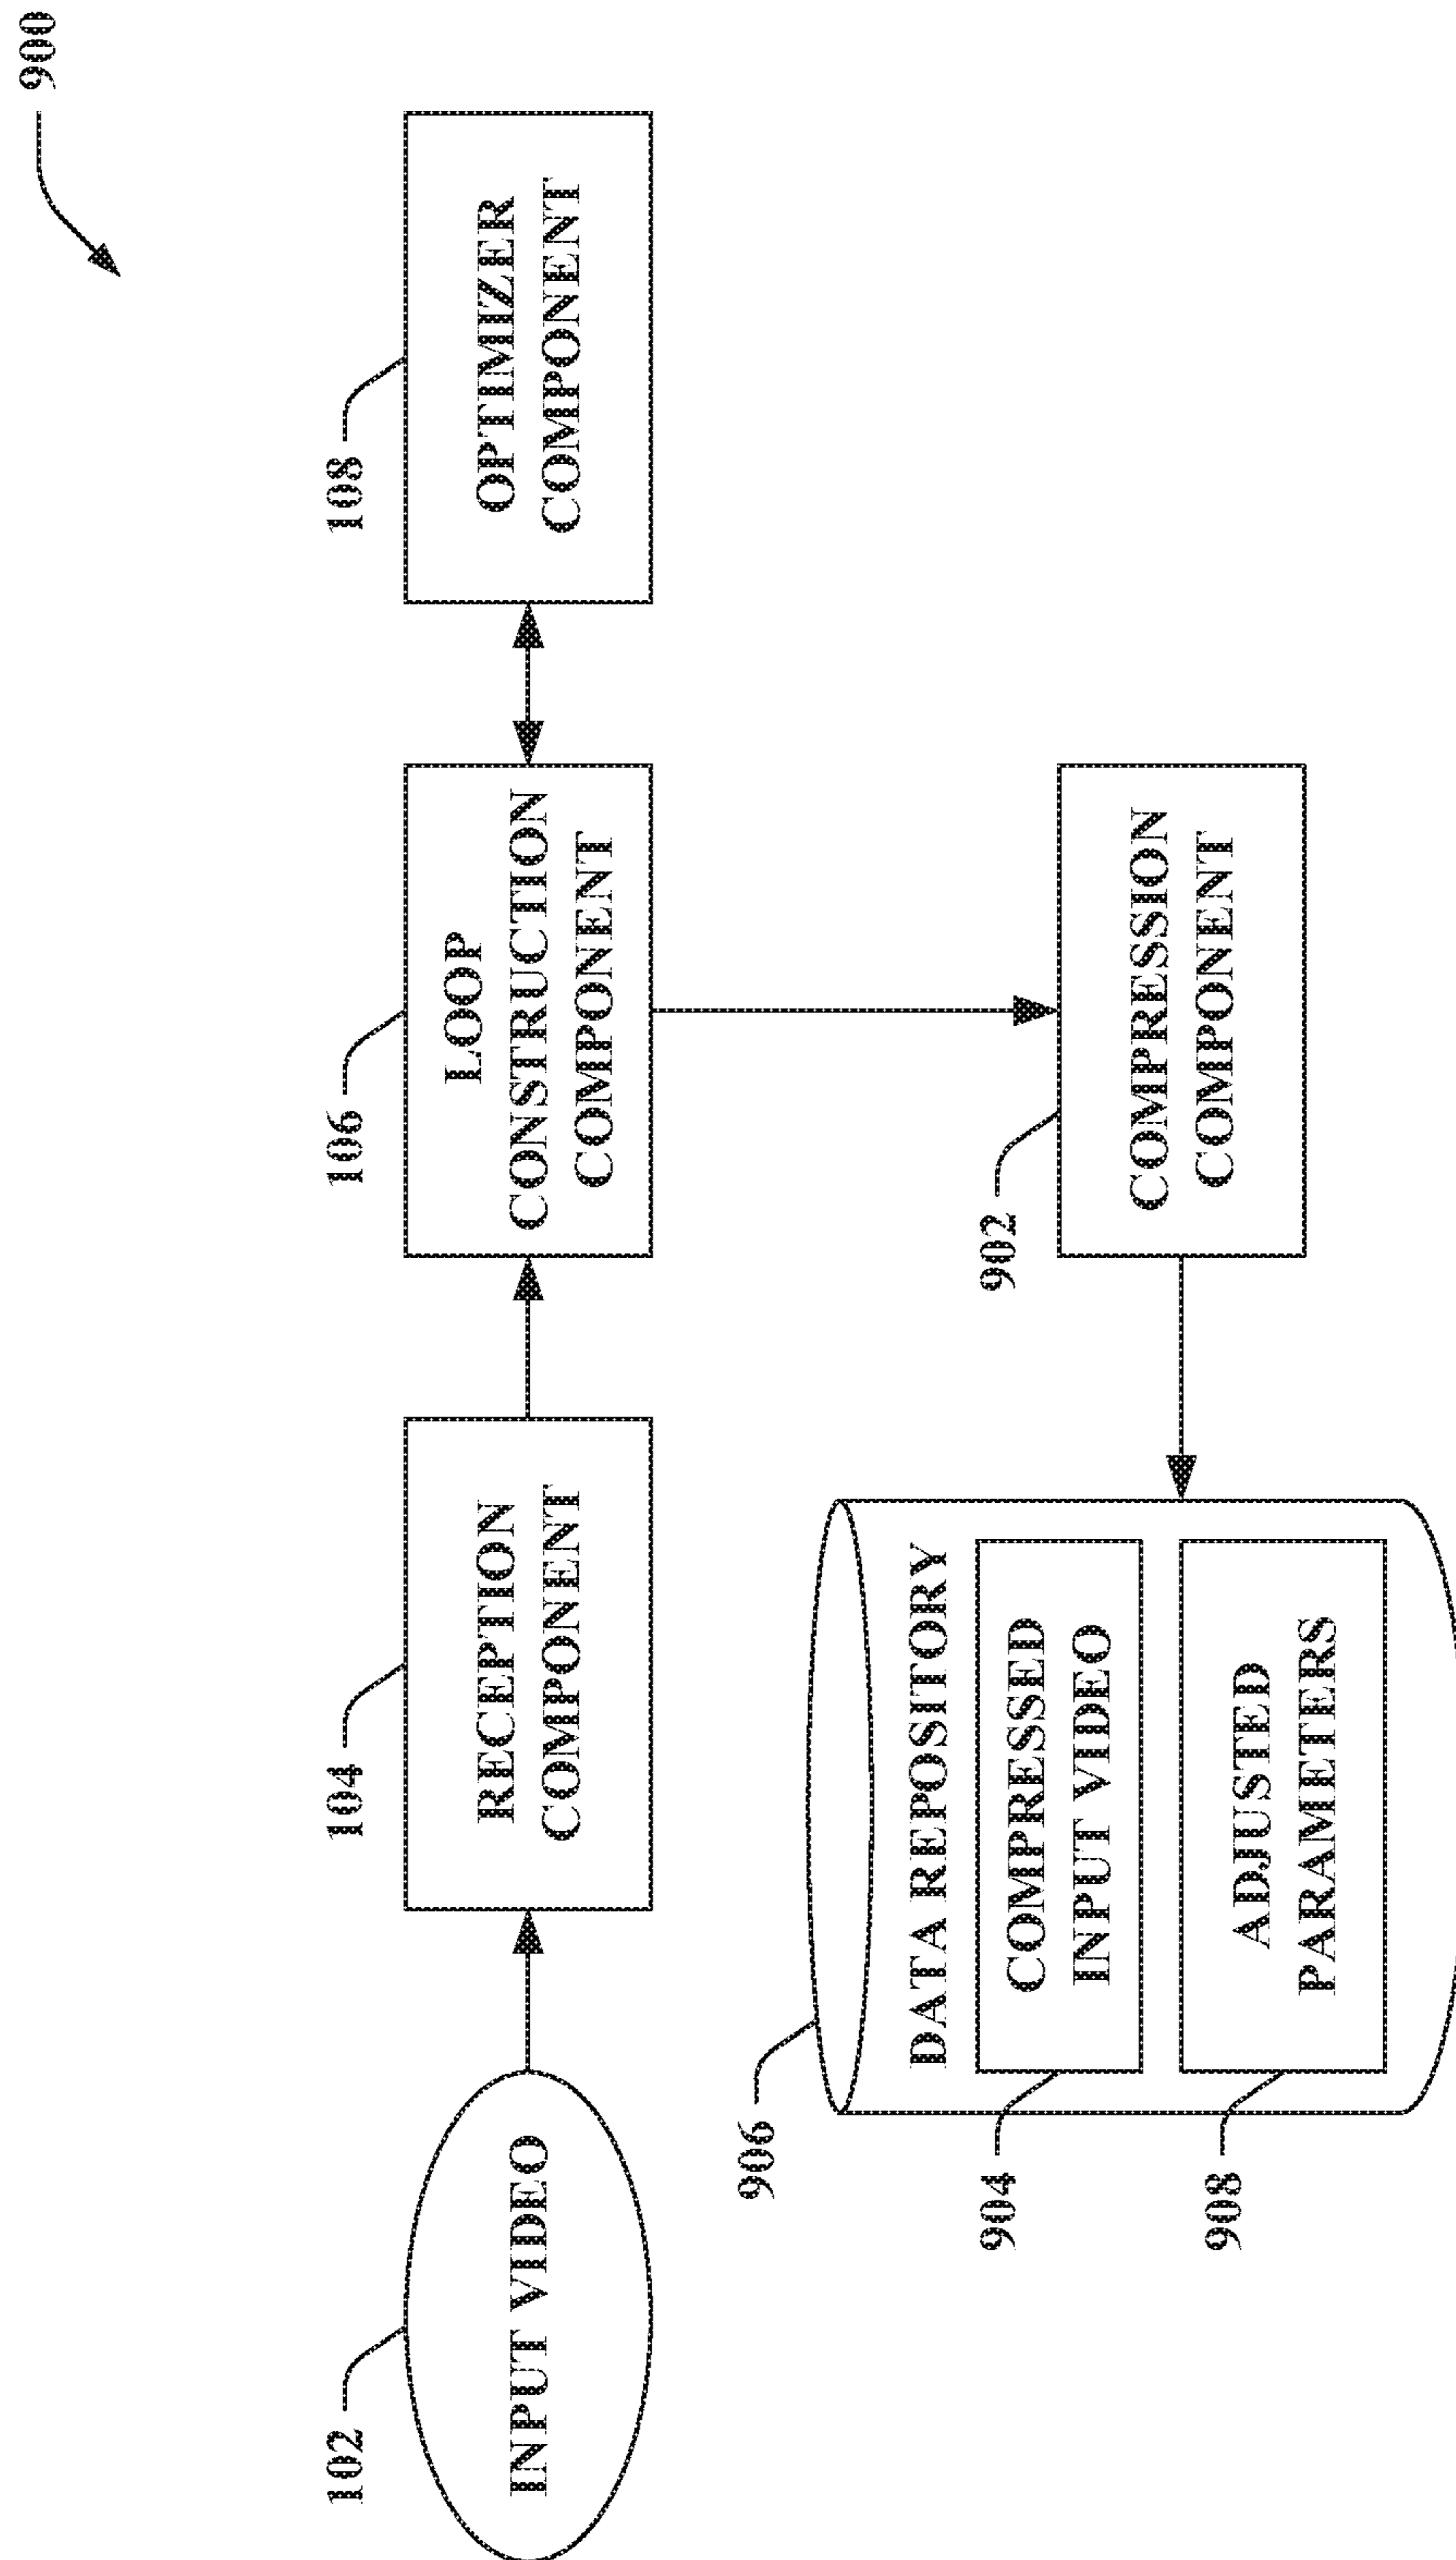 900
102
INPUT VIDEO
104
RECEPTION
COMPONENT
106
LOOP
CONSTRUCTION
COMPONENT
108
OPTIMIZER
COMPONENT
906
DATA REPOSITORY
904
COMPRESSED
INPUT VIDEO
908
ADJUSTED
PARAMETERS
902
COMPRESSION
COMPONENT